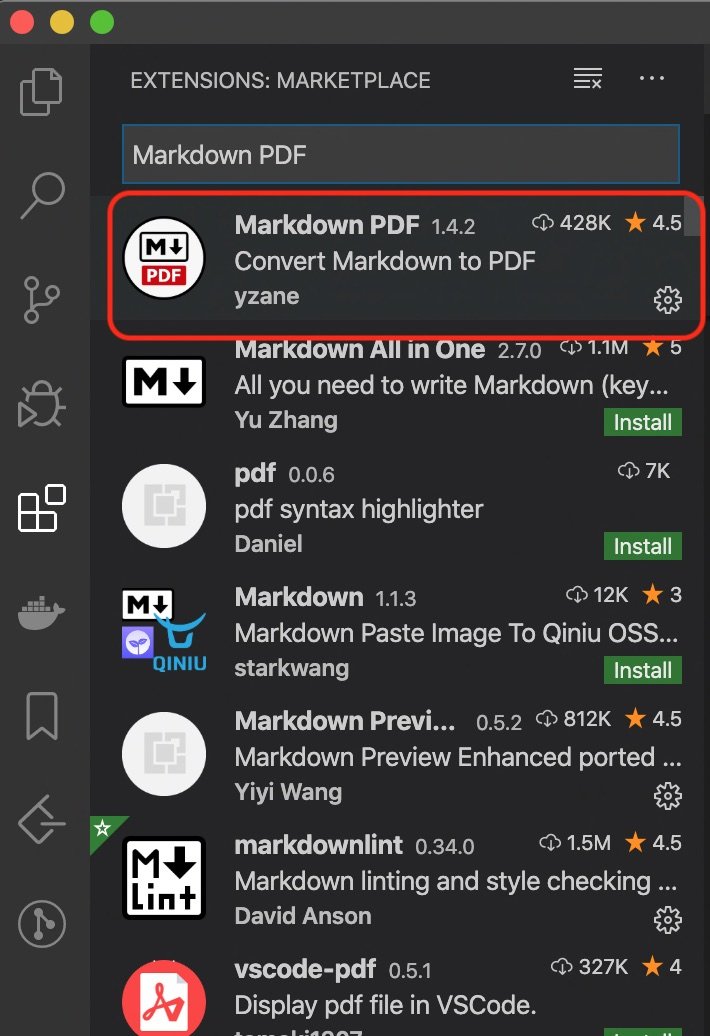 EXTENSIONS: MARKETPLACE
Markdown PDF
Markdown PDF 1.4.2 428K 4.5
Convert Markdown to PDF
yzane
M PDF
Markdown All in One 2.7.0 1.1M 5
All you need to write Markdown (key...
Yu Zhang Install
M
pdf 0.0.6 7K
pdf syntax highlighter
Daniel Install
Markdown 1.1.3 12K 3
Markdown Paste Image To Qiniu OSS...
starkwang Install
M QINIU
Markdown Previ... 0.5.2 812K 4.5
Markdown Preview Enhanced ported ...
Yiyi Wang
markdownlint 0.34.0 1.5M 4.5
Markdown linting and style checking ...
David Anson
M lint
vscode-pdf 0.5.1 327K 4
Display pdf file in VSCode.